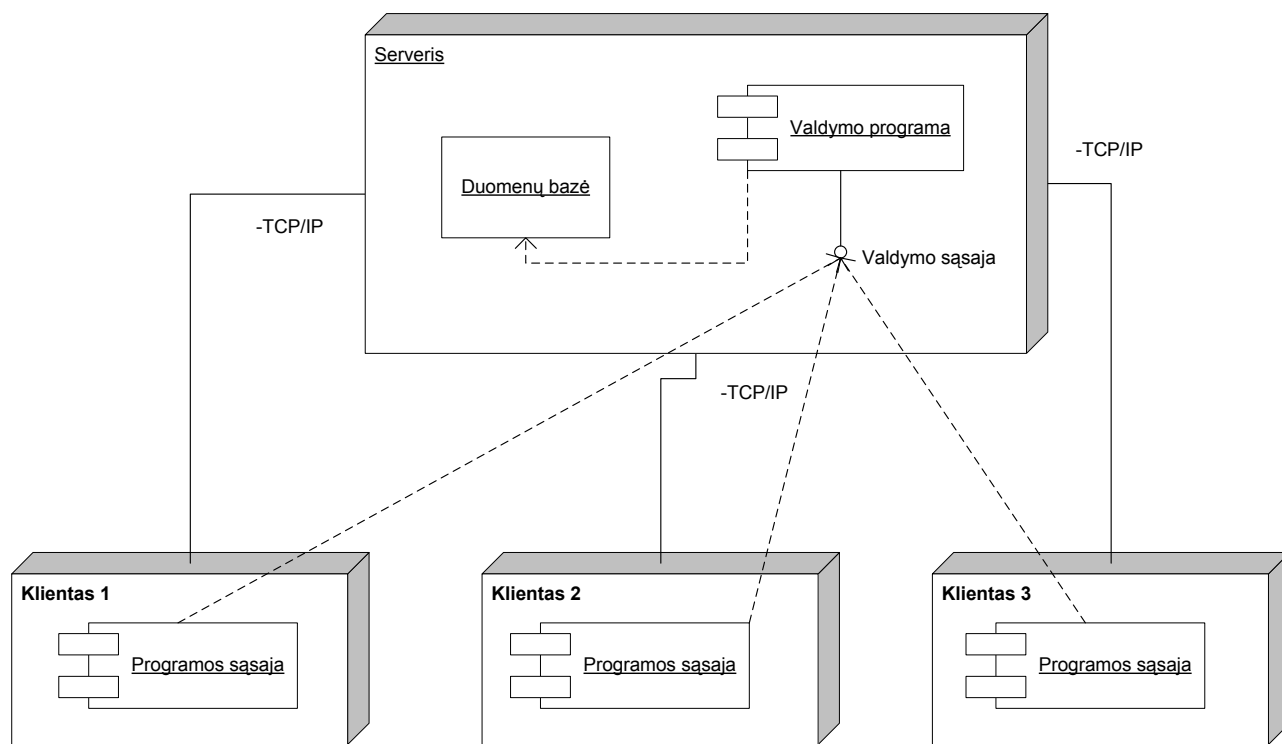 Serveris
Valdymo programa
-TCP/IP
Duomenų bazė
-TCP/IP
Valdymo sąsaja
-TCP/IP
Klientas 1
Klientas 2
Klientas 3
Programos sąsaja
Programos sąsaja
Programos sąsaja